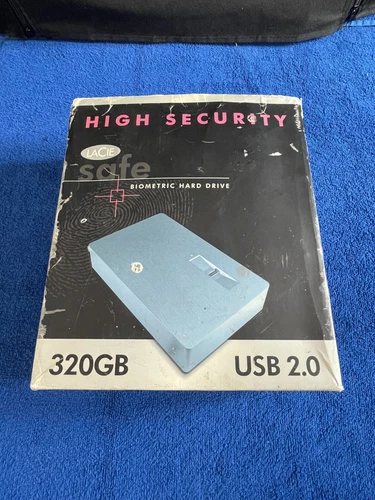 HIGH SECURITY
LACIE
safe
BIOMETRIC HARD DRIVE
320GB
USB 2.0